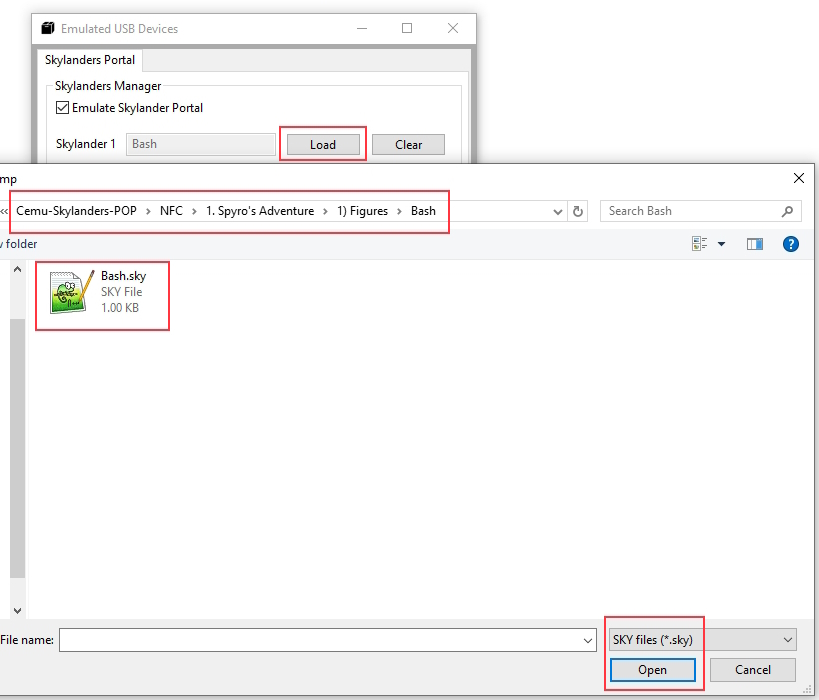 Emulated USB Devices
Skylanders Portal
Skylanders Manager
Emulate Skylander Portal
Skylander 1 Bash Load Clear
mp
« Cemu-Skylanders-POP › NFC › 1. Spyro's Adventure › 1) Figures › Bash Search Bash
v folder ?
Bash.sky
SKY File
1.00 KB
File name: SKY files (*.sky)
Open Cancel